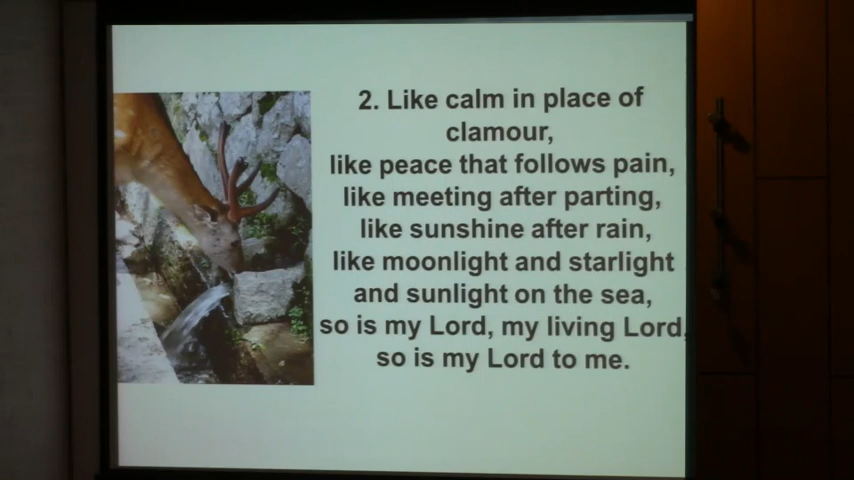 2. Like calm in place of
clamour,
like peace that follows pain,
like meeting after parting,
like sunshine after rain,
like moonlight and starlight
and sunlight on the sea,
so is my Lord, my living Lord,
so is my Lord to me.